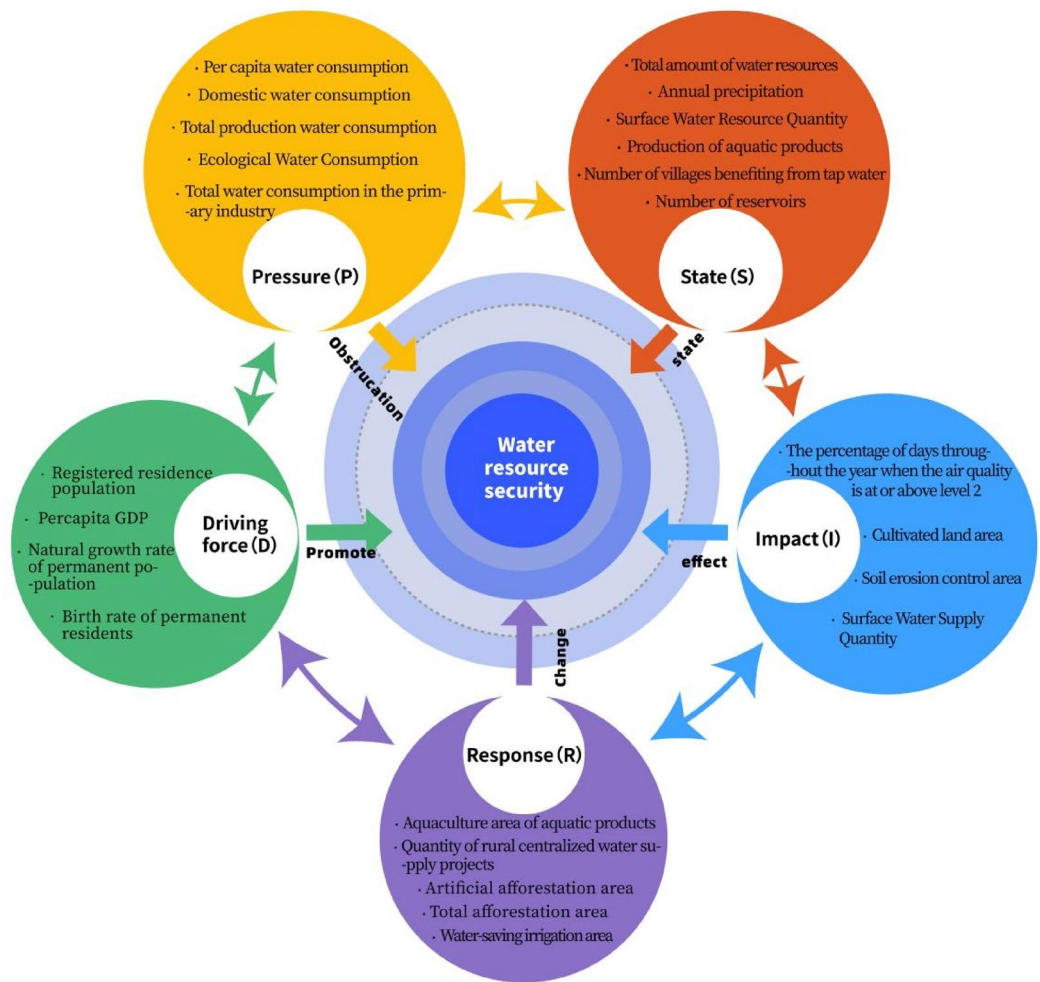 · Per capita water consumption
· Domestic water consumption
· Total production water consumption
· Ecological Water Consumption
· Total water consumption in the prim-
-ary industry
Pressure(P)
· Total amount of water resources
· Annual precipitation
· Surface Water Resource Quantity
· Production of aquatic products
· Number of villages benefiting from tap water
· Number of reservoirs
State(S)
Obstrucation
state
Water
resource
security
· Registered residence
population
· Percapita GDP
· Natural growth rate
of permanent po-
-pulation
· Birth rate of permanent
residents
Driving
force(D)
Promote
· The percentage of days throug-
-hout the year when the air quality
is at or above level 2
· Cultivated land area
· Soil erosion control area
· Surface Water Supply
Quantity
Impact(I)
effect
Change
Response(R)
· Aquaculture area of aquatic products
· Quantity of rural centralized water su-
-pply projects
· Artificial afforestation area
· Total afforestation area
· Water-saving irrigation area